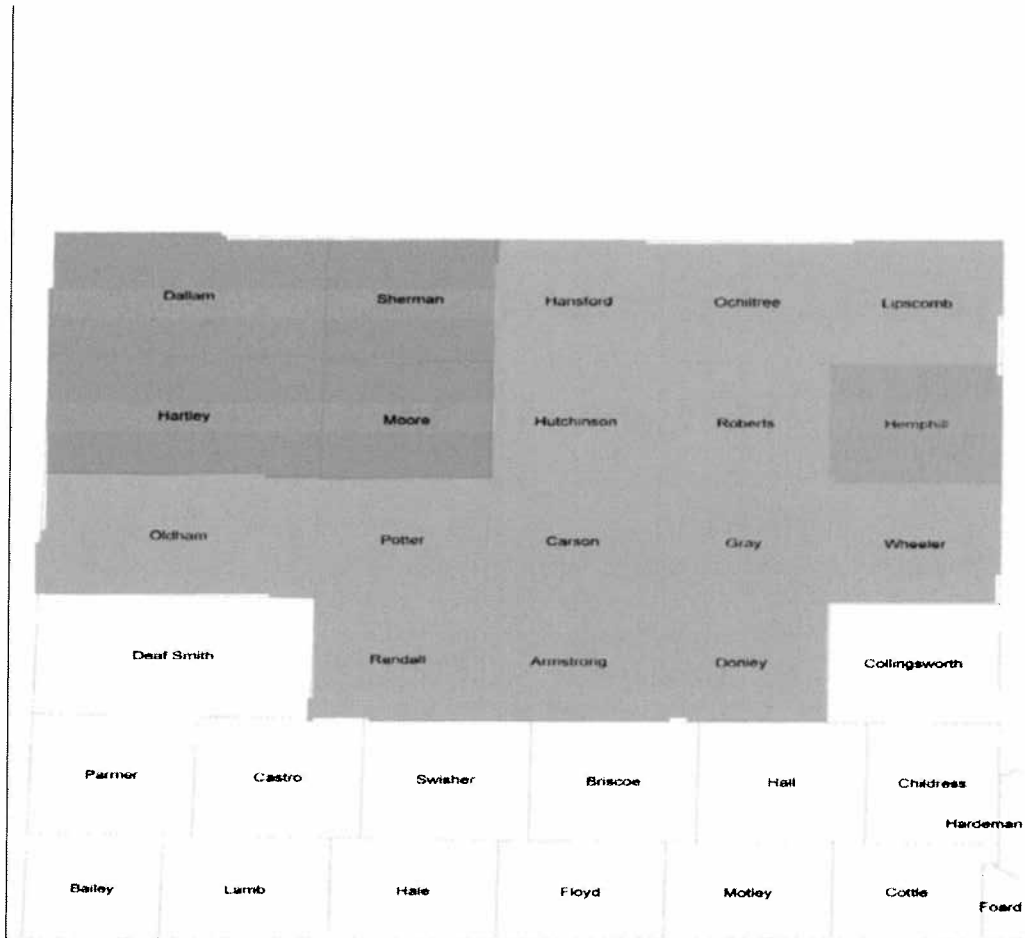 Dallam Sherman Hansford Ochiltree Lipscomb
Hartley Moore Hutchinson Roberts Hemphill
Oldham Potter Carson Gray Wheeler
Deaf Smith Randall Armstrong Donley Collingsworth
Parmer Castro Swisher Briscoe Hall Childress
Hardeman
Bailey Lamb Hale Floyd Motley Cottle
Foard